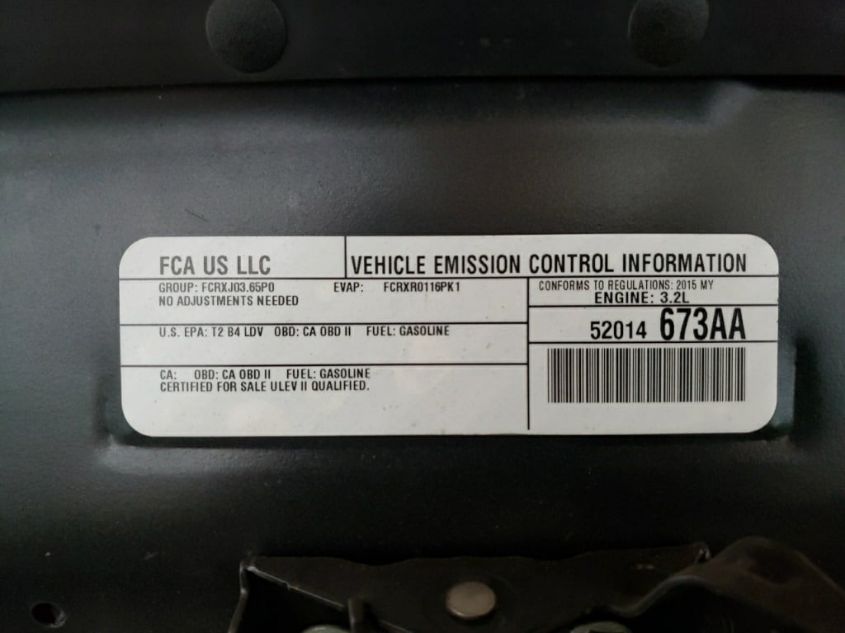 FCA US LLC
VEHICLE EMISSION CONTROL INFORMATION
GROUP: FCRXJ03.65P0 EVAP: FCRXR0116PK1
NO ADJUSTMENTS NEEDED
CONFORMS TO REGULATIONS: 2015 MY
ENGINE: 3.2L
U.S. EPA: T2 B4 LDV OBD: CA OBD II FUEL: GASOLINE
52014 673AA
CA: OBD: CA OBD II FUEL: GASOLINE
CERTIFIED FOR SALE ULEV II QUALIFIED.